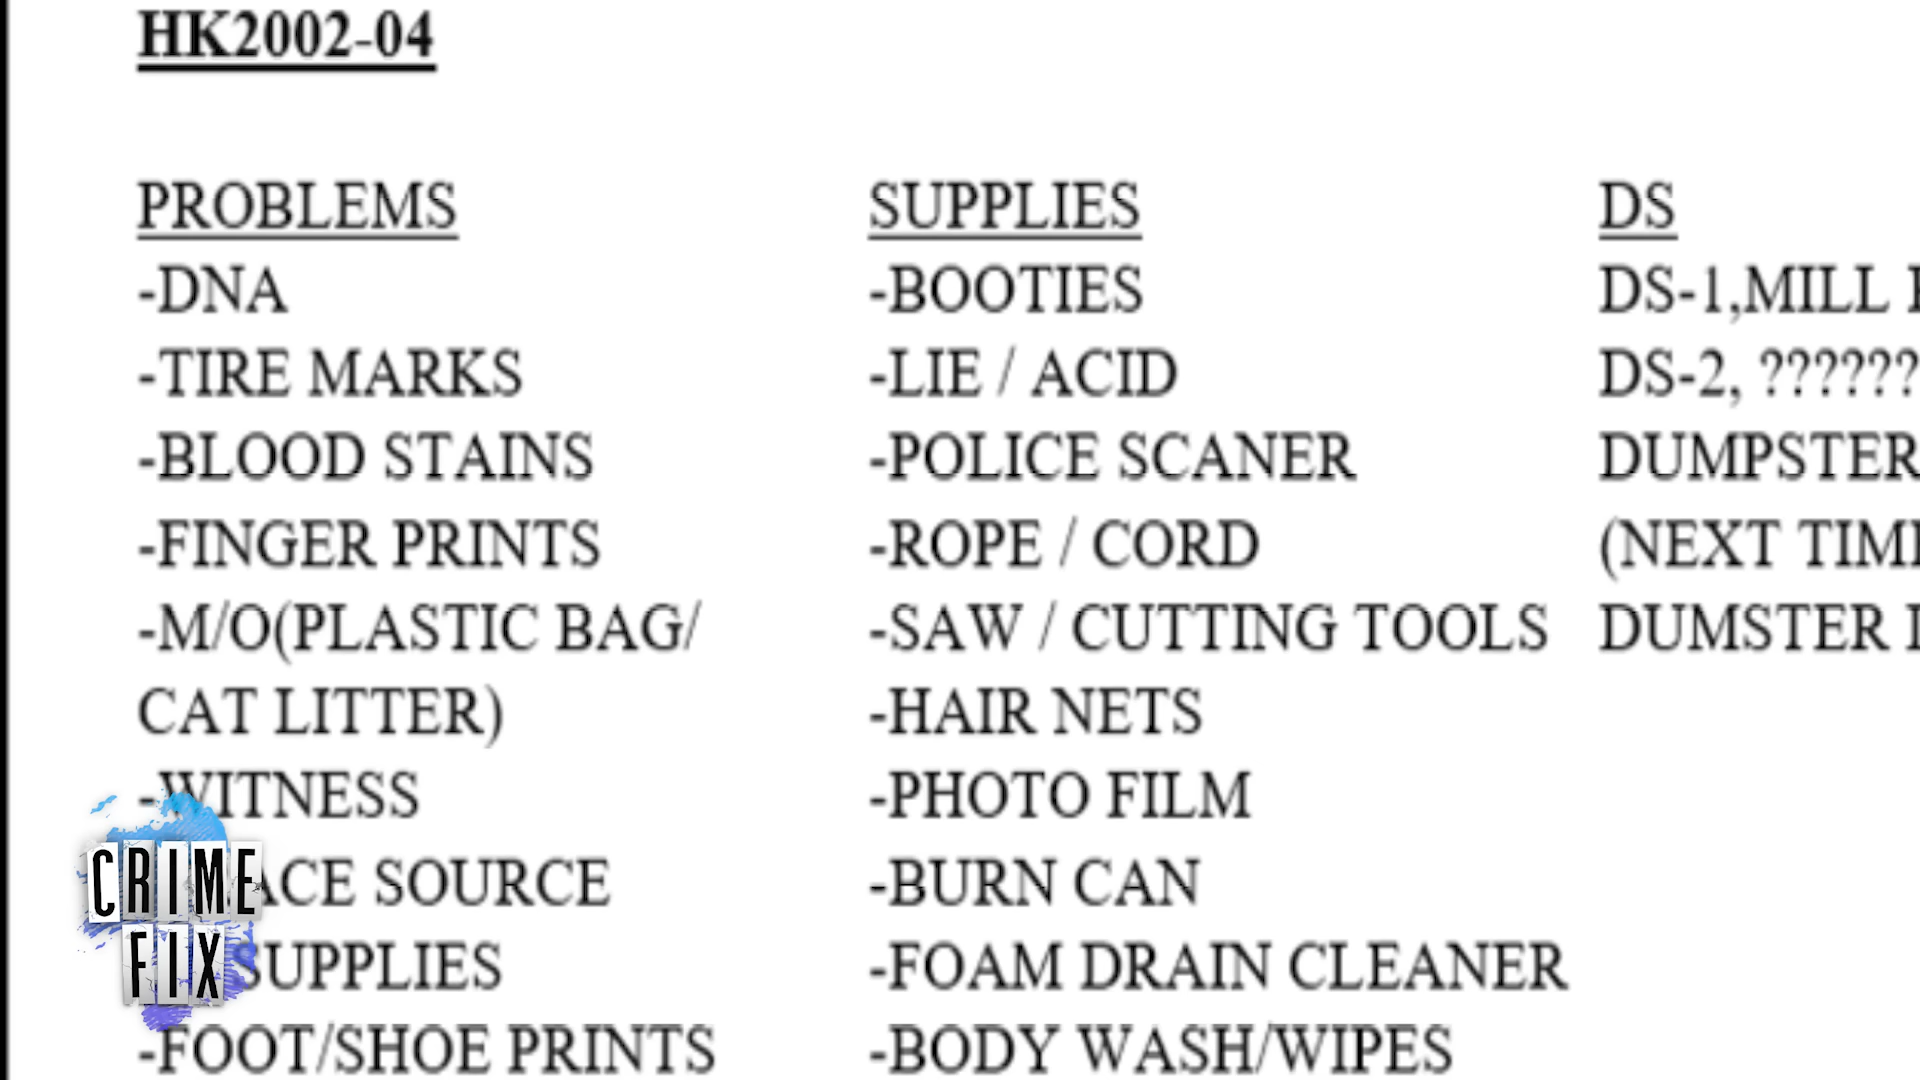 HK2002-04
PROBLEMS
-DNA
-TIRE MARKS
-BLOOD STAINS
-FINGER PRINTS
-M/O(PLASTIC BAG/
CAT LITTER)
-WITNESS
SOURCE
SUPPLIES
-FOOT/SHOE PRINTS
SUPPLIES
-BOOTIES
-LIE / ACID
-POLICE SCANER
-ROPE / CORD
-SAW / CUTTING TOOLS
-HAIR NETS
-PHOTO FILM
-BURN CAN
-FOAM DRAIN CLEANER
-BODY WASH/WIPES
DS
DS-1,MILL
DS-2, ??????
DUMPSTER
(NEXT
DUMSTER
CRIME
FIX